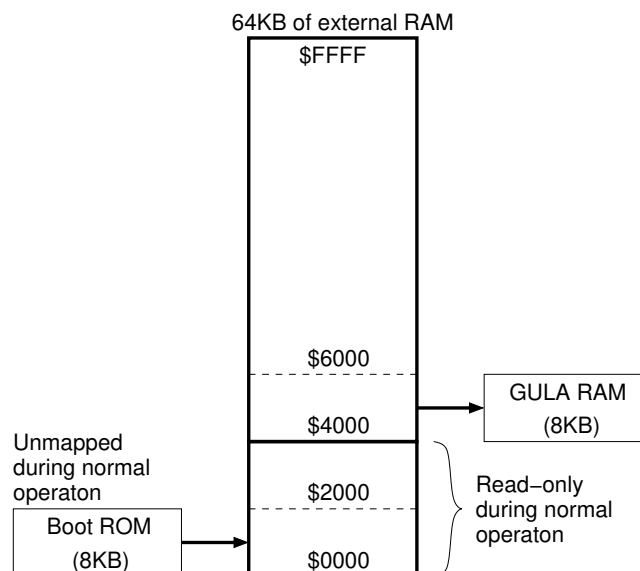 64KB of external RAM
$FFFF
$6000
GULA RAM
(8KB)
$4000
Unmapped
during normal
operaton
$2000
Read−only
during normal
operaton
Boot ROM
(8KB)
$0000